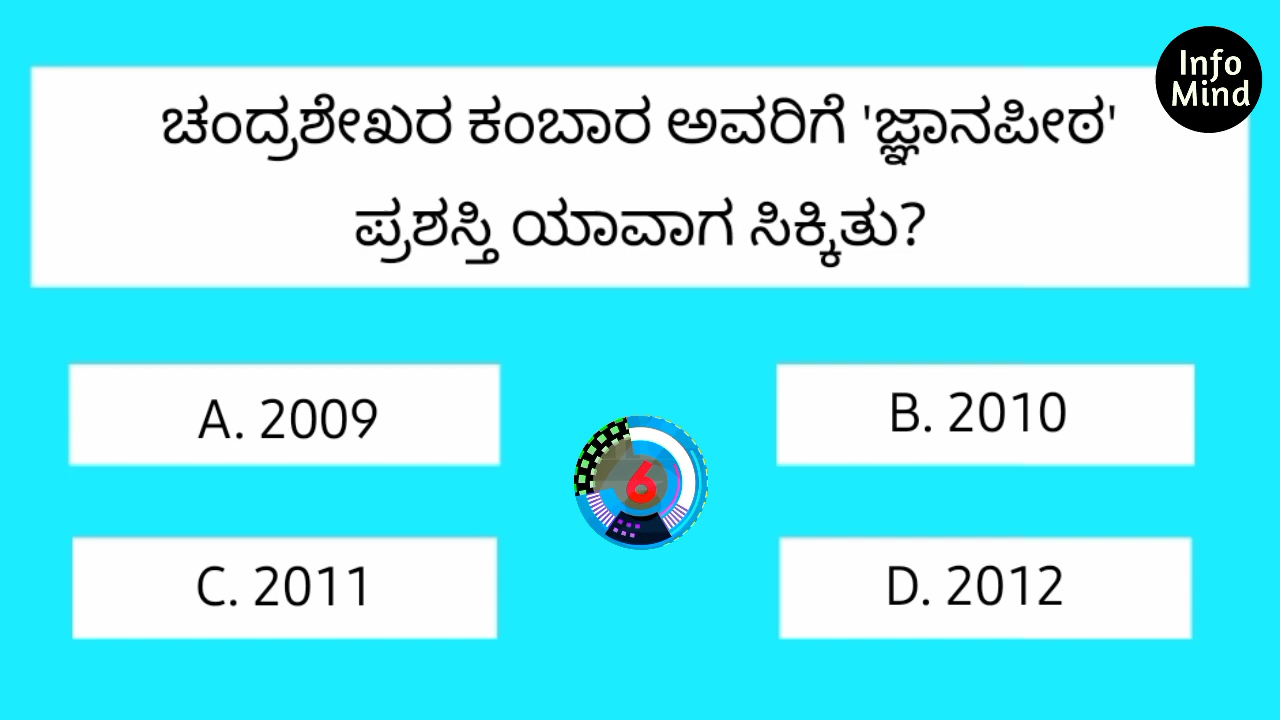 Info
Mind
ಚಂದ್ರಶೇಖರ ಕಂಬಾರ ಅವರಿಗೆ 'ಜ್ಞಾನಪೀಠ'
ಪ್ರಶಸ್ತಿ ಯಾವಾಗ ಸಿಕ್ಕಿತು?
A. 2009
B. 2010
6
C. 2011
D. 2012